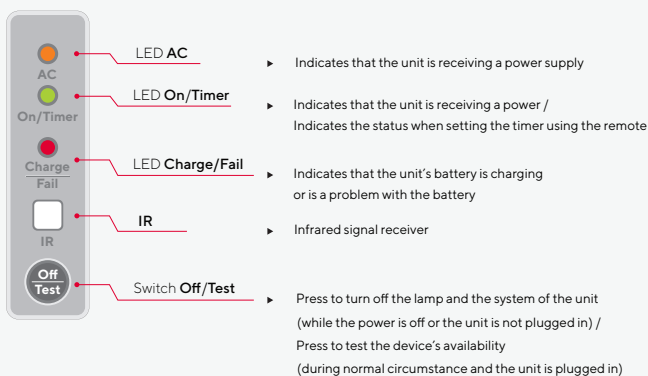 AC
LED AC
▸ Indicates that the unit is receiving a power supply
On/Timer
LED On/Timer
▸ Indicates that the unit is receiving a power /
Indicates the status when setting the timer using the remote
Charge
Fail
LED Charge/Fail
▸ Indicates that the unit's battery is charging
or is a problem with the battery
IR
IR
▸ Infrared signal receiver
Off
Test
Switch Off/Test
▸ Press to turn off the lamp and the system of the unit
(while the power is off or the unit is not plugged in) /
Press to test the device's availability
(during normal circumstance and the unit is plugged in)